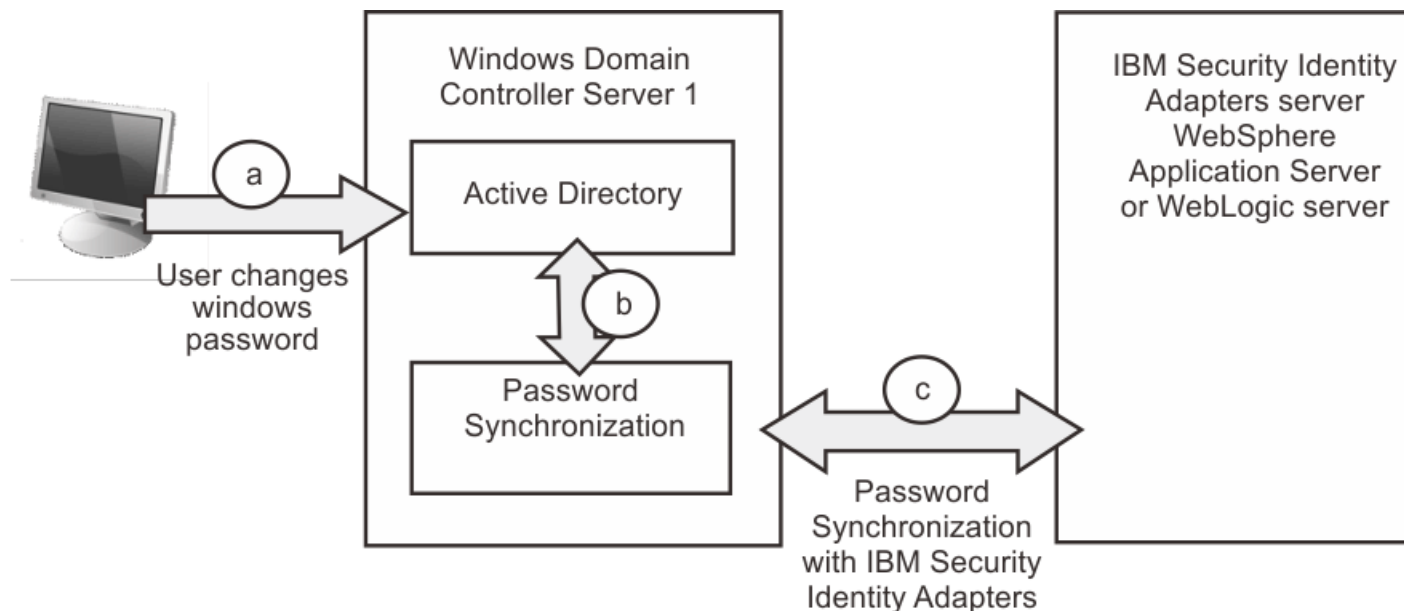 Windows Domain
Controller Server 1
IBM Security Identity
Adapters server
WebSphere
Application Server
or WebLogic server
a
Active Directory
User changes
windows
password
b
Password
Synchronization
c
Password
Synchronization
with IBM Security
Identity Adapters